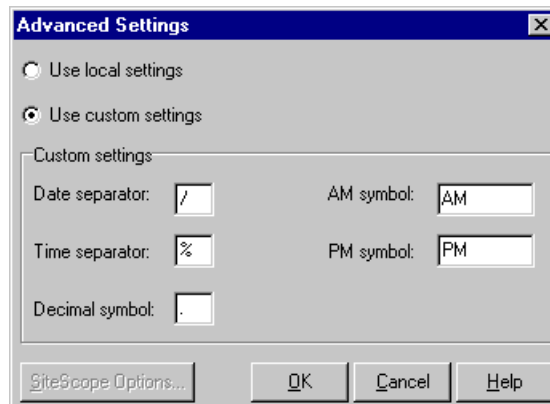 Advanced Settings
Use local settings
Use custom settings
Custom settings
Date separator: / AM symbol: AM
Time separator: % PM symbol: PM
Decimal symbol: .
SiteScope Options... OK Cancel Help